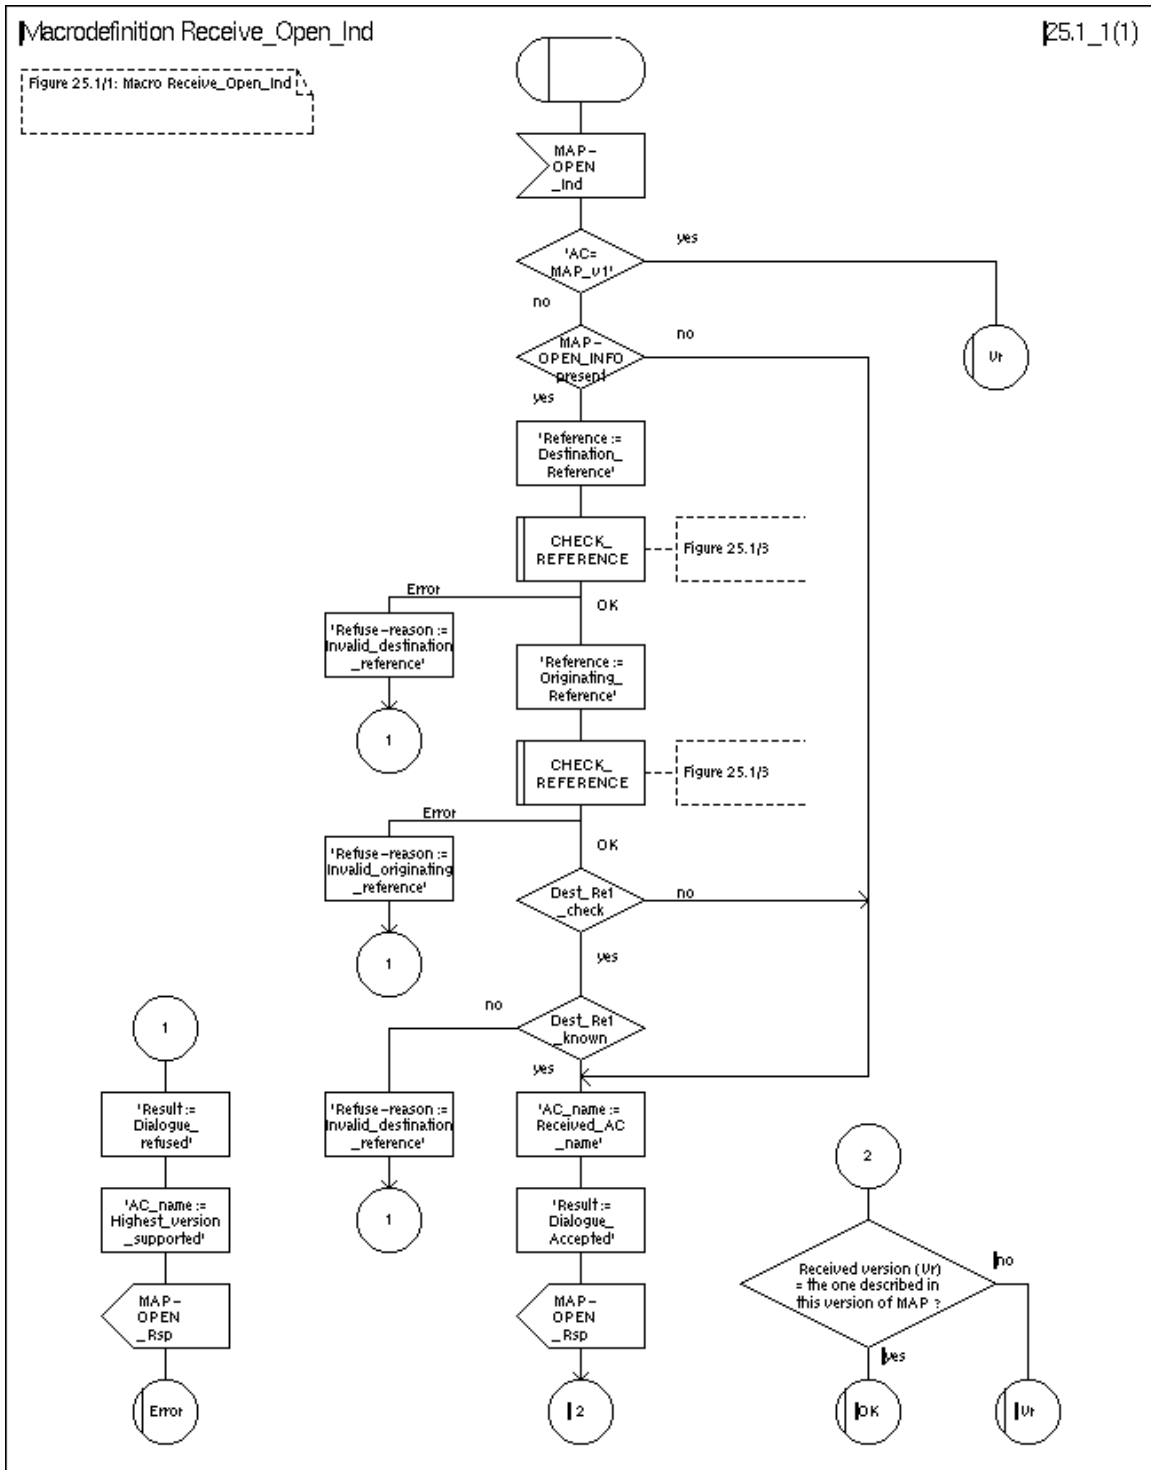 Macrodefinition Receive_Open_Ind
25.1_1(1)
Figure 25.1/1: Macro Receive_Open_Ind
MAP-
OPEN
_Ind
'AC=
MAP_v1'
yes
no
Vr
MAP-
OPEN_INFO
present
no
yes
'Reference :=
Destination_
Reference'
CHECK_
REFERENCE
Figure 25.1/3
Error
OK
'Refuse-reason :=
Invalid_destination
_reference'
1
'Reference :=
Originating_
Reference'
CHECK_
REFERENCE
Figure 25.1/3
Error
OK
'Refuse-reason :=
Invalid_originating
_reference'
1
Dest_Ref
_check
no
yes
Dest_Ref
_known
no
yes
1
'Result :=
Dialogue_
refused'
'Refuse-reason :=
Invalid_destination
_reference'
'AC_name :=
Received_AC
_name'
2
'AC_name :=
Highest_version
_supported'
1
'Result :=
Dialogue_
Accepted'
Received version (Vr)
= the one described in
this version of MAP ?
no
yes
MAP-
OPEN
_Rsp
MAP-
OPEN
_Rsp
Error
2
OK
Vr